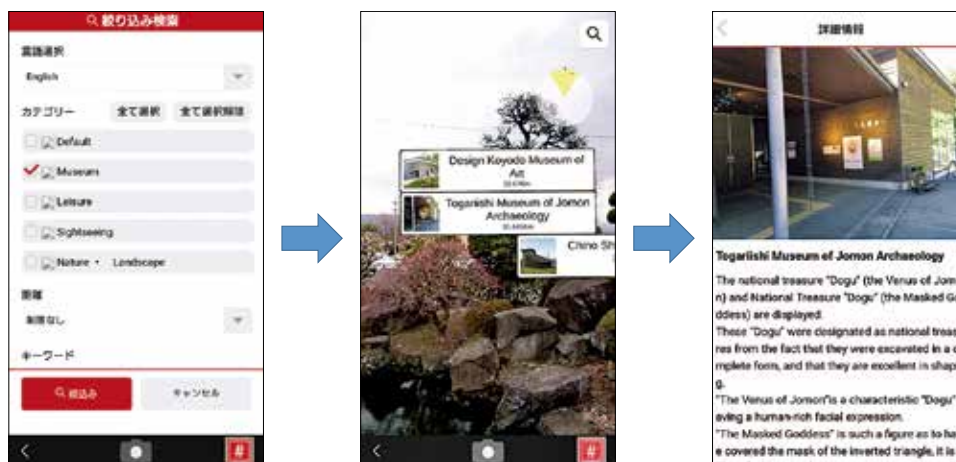 絞り込み検索
言語選択
English
カテゴリー 全て選択 全て選択解除
Default
Museum
Leisure
Sightseeing
Nature・ Landscape
距離
制限なし
キーワード
絞込み キャンセル
#
Design Koyodo Museum of
Art
Togariishi Museum of Jomon
Archaeology
Chino Sh
#
詳細情報
Togariishi Museum of Jomon Archaeology
The national treasure "Dogu" (the Venus of Jom
n) and National Treasure "Dogu" (the Masked Go
ddess) are displayed
These "Dogu" were designated as national treas
res from the fact that they were excavated in a c
mplete form, and that they are excellent in shap
g.
"The Venus of Jomon"is a characteristic "Dogu"
aving a human-rich facial expression.
"The Masked Goddess" is such a figure as to ha
e covered the mask of the inverted triangle, it is